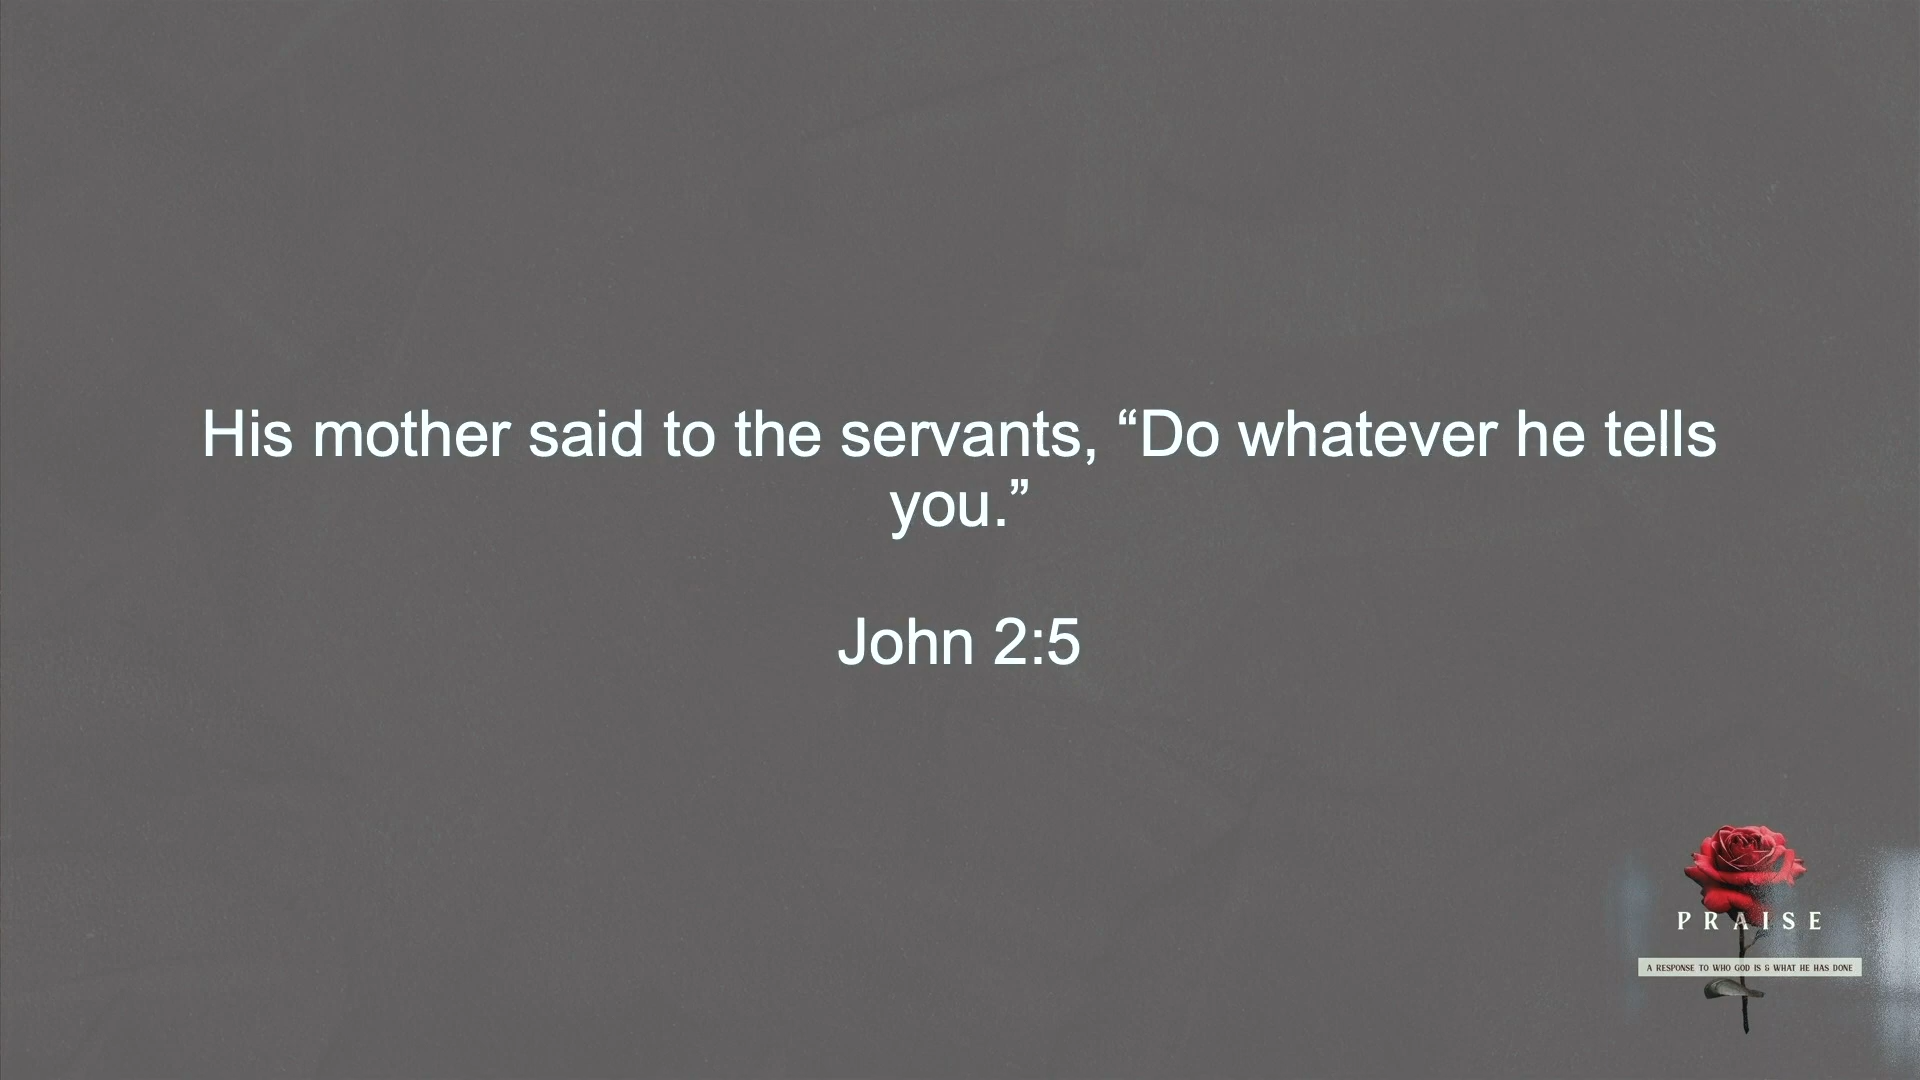 His mother said to the servants, “Do whatever he tells
you.”
John 2:5
PRAISE
A RESPONSE TO WHO GOD IS & WHAT HE HAS DONE